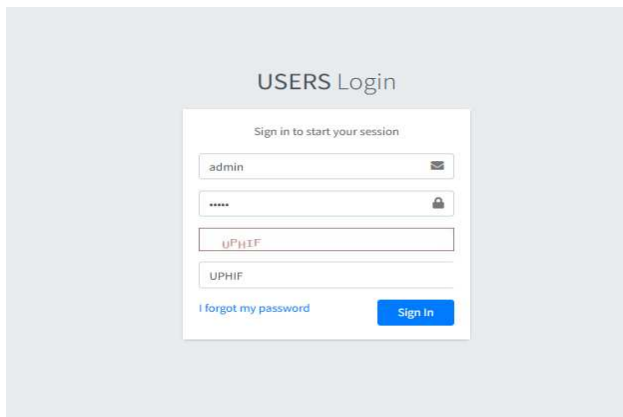 USERS Login
Sign in to start your session
admin
•••••
UPHIF
UPHIF
I forgot my password
Sign In